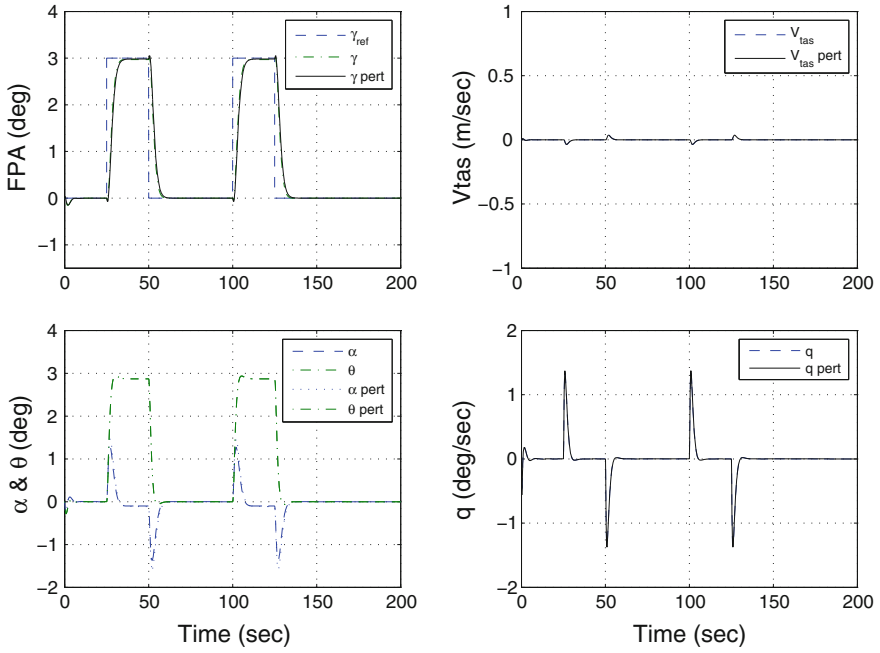 4
3
2
1
0
−1
FPA (deg)
γref
γ
γ pert
0 50 100 150 200
1
0.5
0
−0.5
−1
Vtas (m/sec)
Vtas
Vtas pert
0 50 100 150 200
4
3
2
1
0
−1
−2
α & θ (deg)
α
θ
α pert
θ pert
0 50 100 150 200
Time (sec)
2
1
0
−1
−2
q (deg/sec)
q
q pert
0 50 100 150 200
Time (sec)